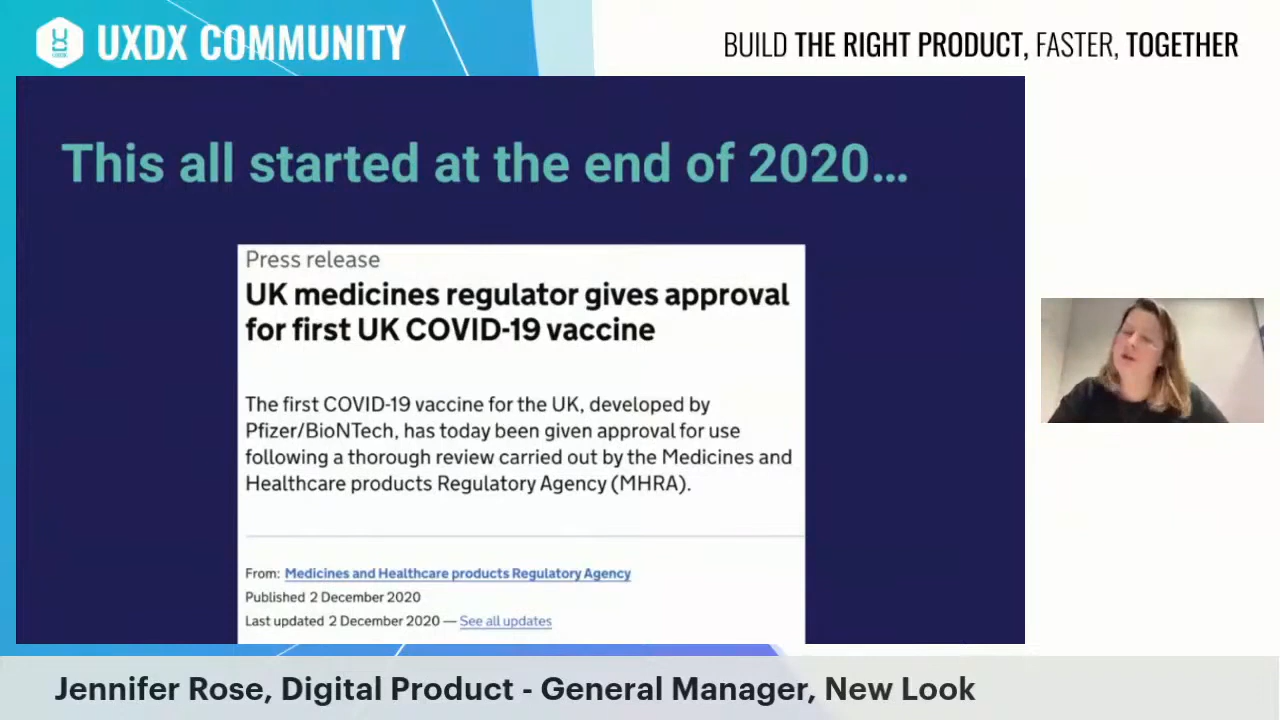 UXDX COMMUNITY
BUILD THE RIGHT PRODUCT, FASTER, TOGETHER
This all started at the end of 2020...
Press release
UK medicines regulator gives approval
for first UK COVID-19 vaccine
The first COVID-19 vaccine for the UK, developed by
Pfizer/BioNTech, has today been given approval for use
following a thorough review carried out by the Medicines and
Healthcare products Regulatory Agency (MHRA).
From: Medicines and Healthcare products Regulatory Agency
Published 2 December 2020
Last updated 2 December 2020 — See all updates
Jennifer Rose, Digital Product - General Manager, New Look